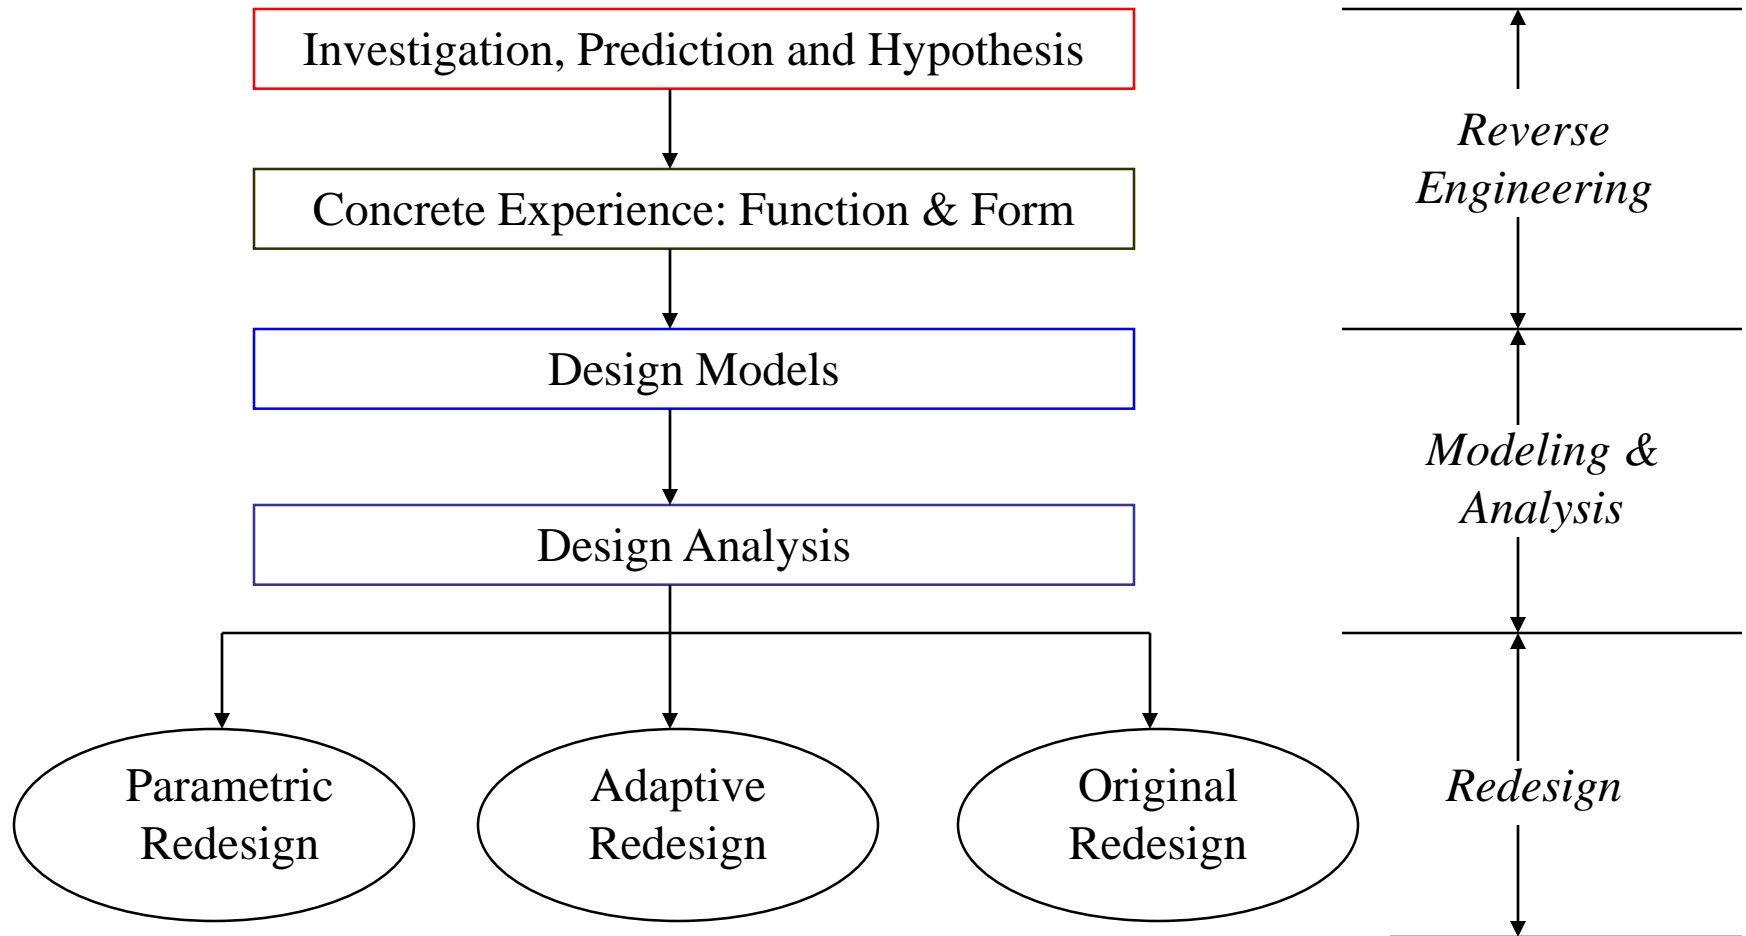 Investigation, Prediction and Hypothesis
Reverse
Engineering
Concrete Experience: Function & Form
Design Models
Modeling &
Analysis
Design Analysis
Parametric
Redesign
Adaptive
Redesign
Original
Redesign
Redesign